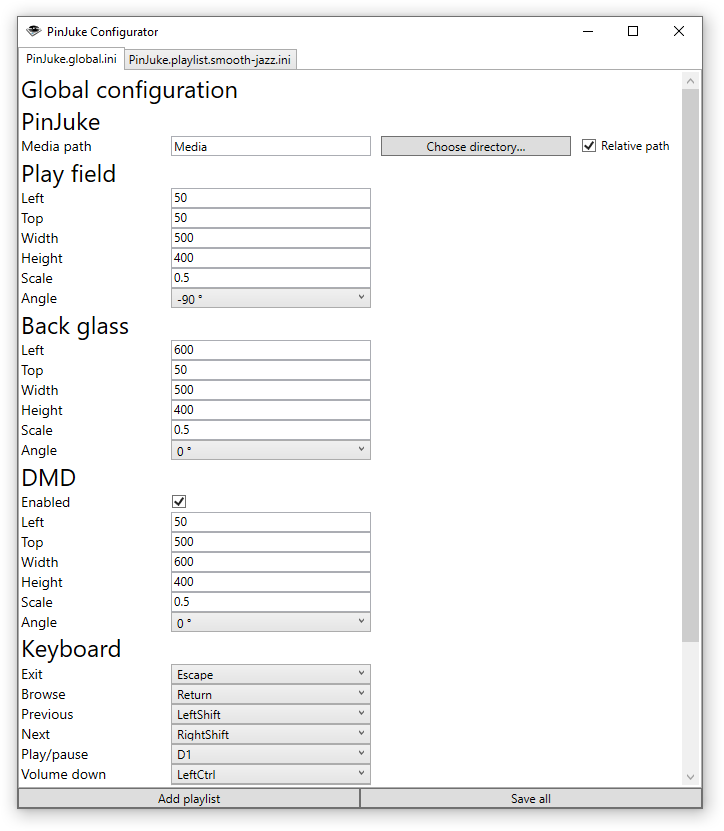 PinJuke Configurator
PinJuke.global.ini PinJuke.playlist.smooth-jazz.ini
Global configuration
PinJuke
Media path Media Choose directory... Relative path
Play field
Left 50
Top 50
Width 500
Height 400
Scale 0.5
Angle -90 °
Back glass
Left 600
Top 50
Width 500
Height 400
Scale 0.5
Angle 0 °
DMD
Enabled
Left 50
Top 500
Width 600
Height 400
Scale 0.5
Angle 0 °
Keyboard
Exit Escape
Browse Return
Previous LeftShift
Next RightShift
Play/pause D1
Volume down LeftCtrl
Add playlist Save all